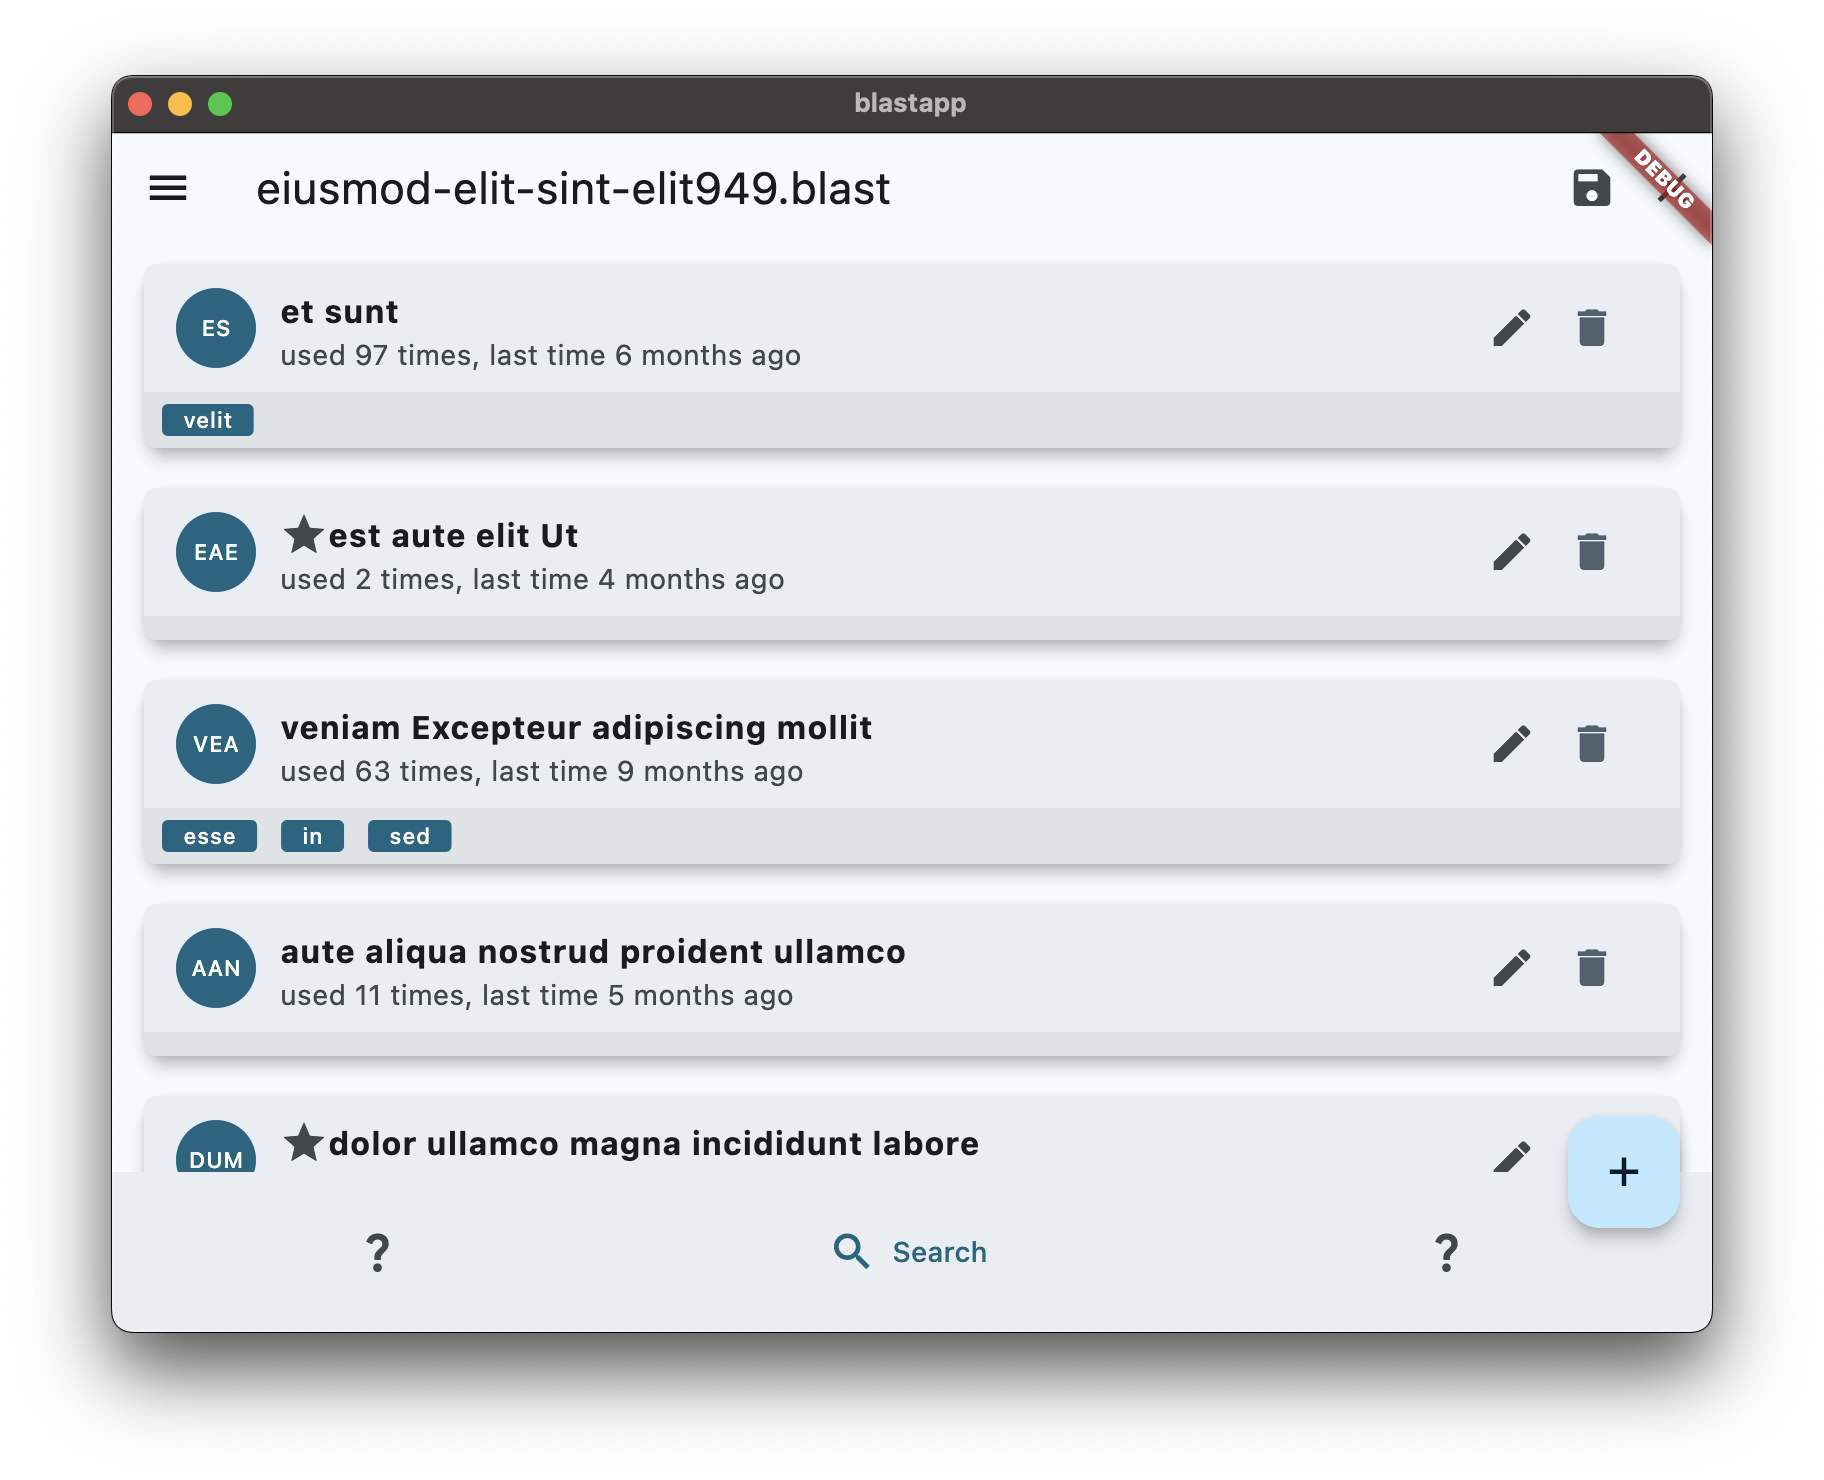 blastapp
eiusmod-elit-sint-elit949.blast
DEBUG
ES
et sunt
used 97 times, last time 6 months ago
velit
EAE
est aute elit Ut
used 2 times, last time 4 months ago
VEA
veniam Excepteur adipiscing mollit
used 63 times, last time 9 months ago
esse in sed
AAN
aute aliqua nostrud proident ullamco
used 11 times, last time 5 months ago
DUM
dolor ullamco magna incididunt labore
+
? Search ?